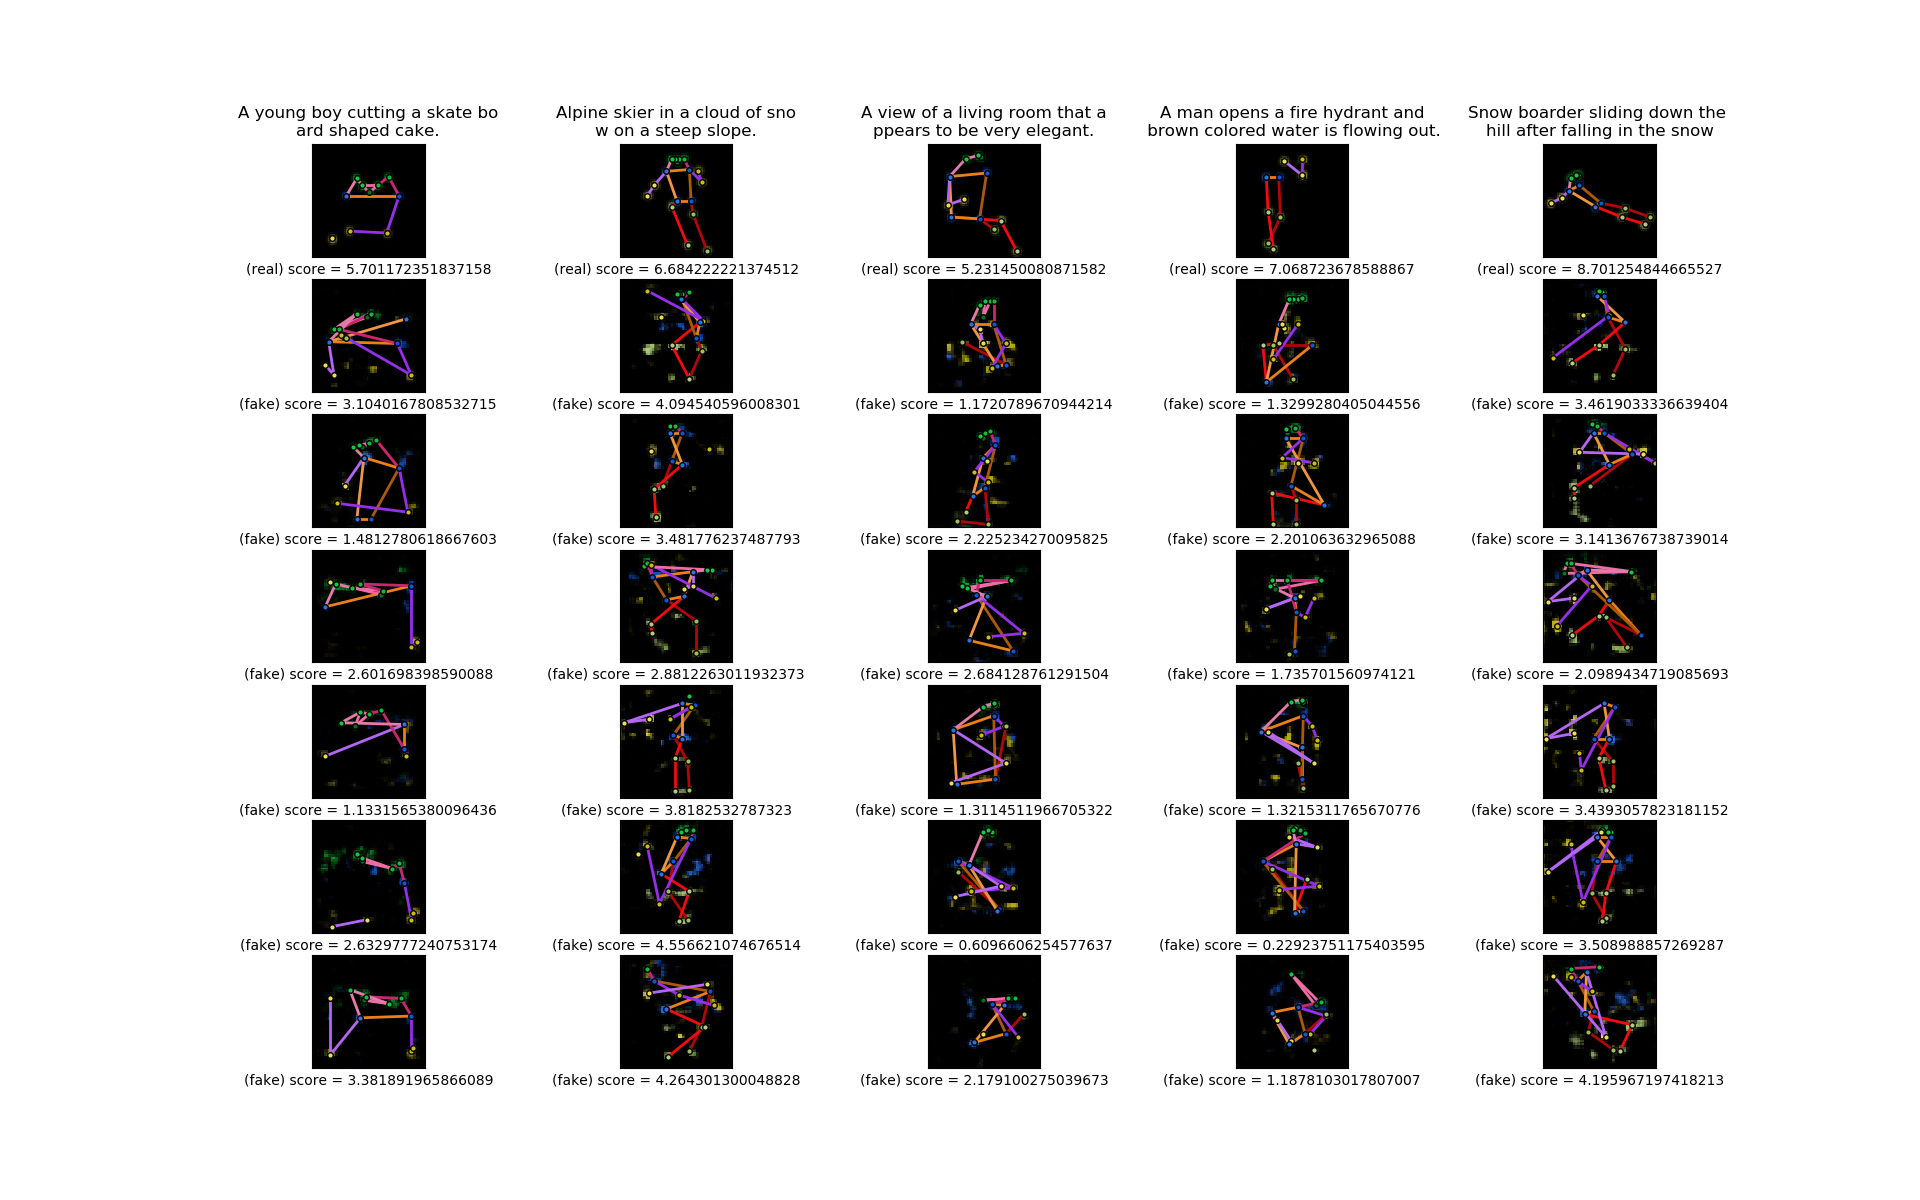 A young boy cutting a skate bo
ard shaped cake.
Alpine skier in a cloud of sno
w on a steep slope.
A view of a living room that a
ppears to be very elegant.
A man opens a fire hydrant and
brown colored water is flowing out.
Snow boarder sliding down the
hill after falling in the snow
(real) score = 5.701172351837158
(real) score = 6.684222221374512
(real) score = 5.231450080871582
(real) score = 7.068723678588867
(real) score = 8.701254844665527
(fake) score = 3.1040167808532715
(fake) score = 4.094540596008301
(fake) score = 1.1720789670944214
(fake) score = 1.3299280405044556
(fake) score = 3.4619033336639404
(fake) score = 1.4812780618667603
(fake) score = 3.481776237487793
(fake) score = 2.225234270095825
(fake) score = 2.201063632965088
(fake) score = 3.1413676738739014
(fake) score = 2.601698398590088
(fake) score = 2.8812263011932373
(fake) score = 2.684128761291504
(fake) score = 1.735701560974121
(fake) score = 2.0989434719085693
(fake) score = 1.1331565380096436
(fake) score = 3.8182532787323
(fake) score = 1.3114511966705322
(fake) score = 1.3215311765670776
(fake) score = 3.4393057823181152
(fake) score = 2.6329777240753174
(fake) score = 4.556621074676514
(fake) score = 0.6096606254577637
(fake) score = 0.22923751175403595
(fake) score = 3.508988857269287
(fake) score = 3.381891965866089
(fake) score = 4.264301300048828
(fake) score = 2.179100275039673
(fake) score = 1.1878103017807007
(fake) score = 4.195967197418213